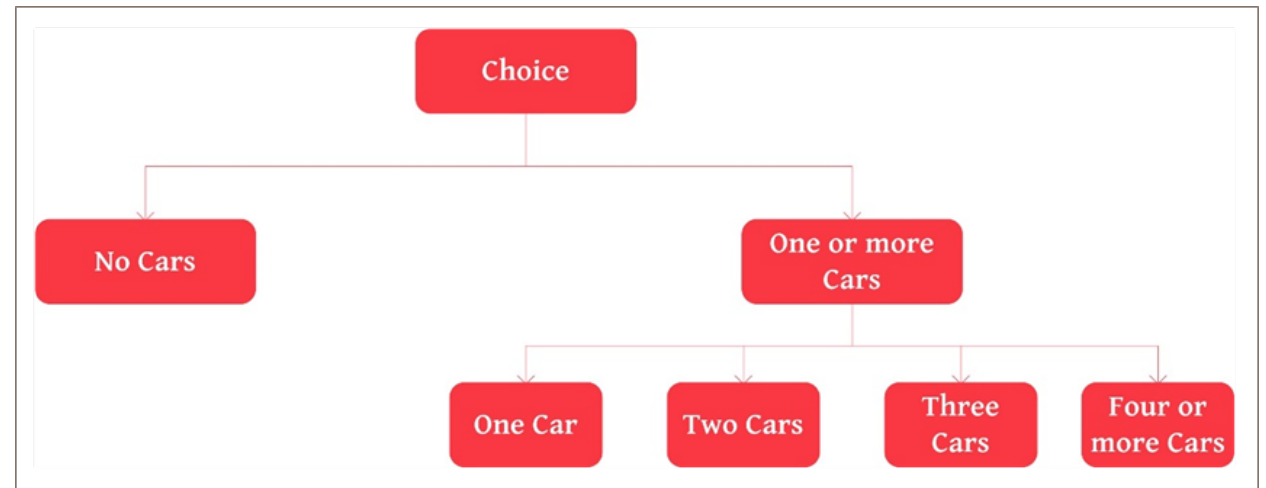 Choice
No Cars
One or more
Cars
One Car
Two Cars
Three
Cars
Four or
more Cars